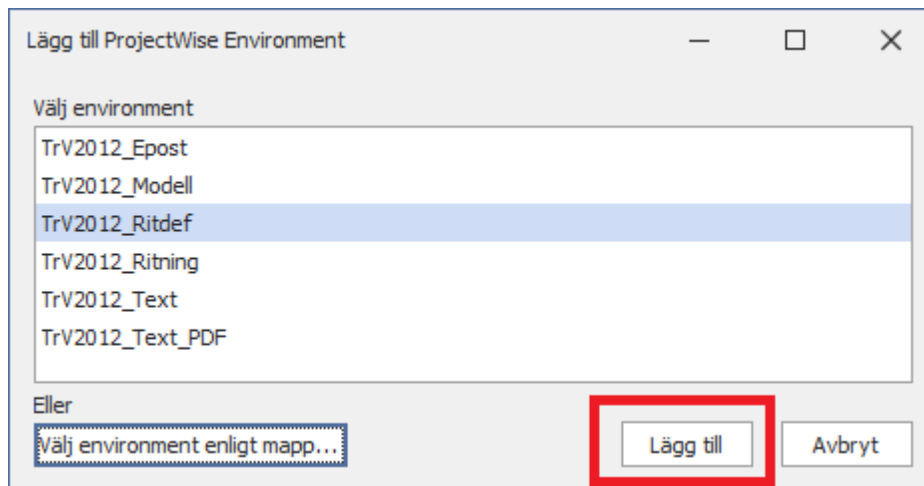 Lägg till ProjectWise Environment
Välj environment
TrV2012_Epost
TrV2012_Modell
TrV2012_Ritdef
TrV2012_Ritning
TrV2012_Text
TrV2012_Text_PDF
Eller
Välj environment enligt mapp... Lägg till Avbryt